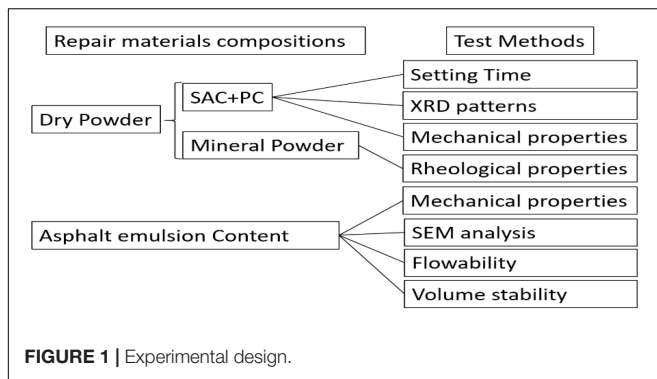 Repair materials compositions
Test Methods
Dry Powder
SAC+PC
Mineral Powder
Asphalt emulsion Content
Setting Time
XRD patterns
Mechanical properties
Rheological properties
Mechanical properties
SEM analysis
Flowability
Volume stability
FIGURE 1 | Experimental design.